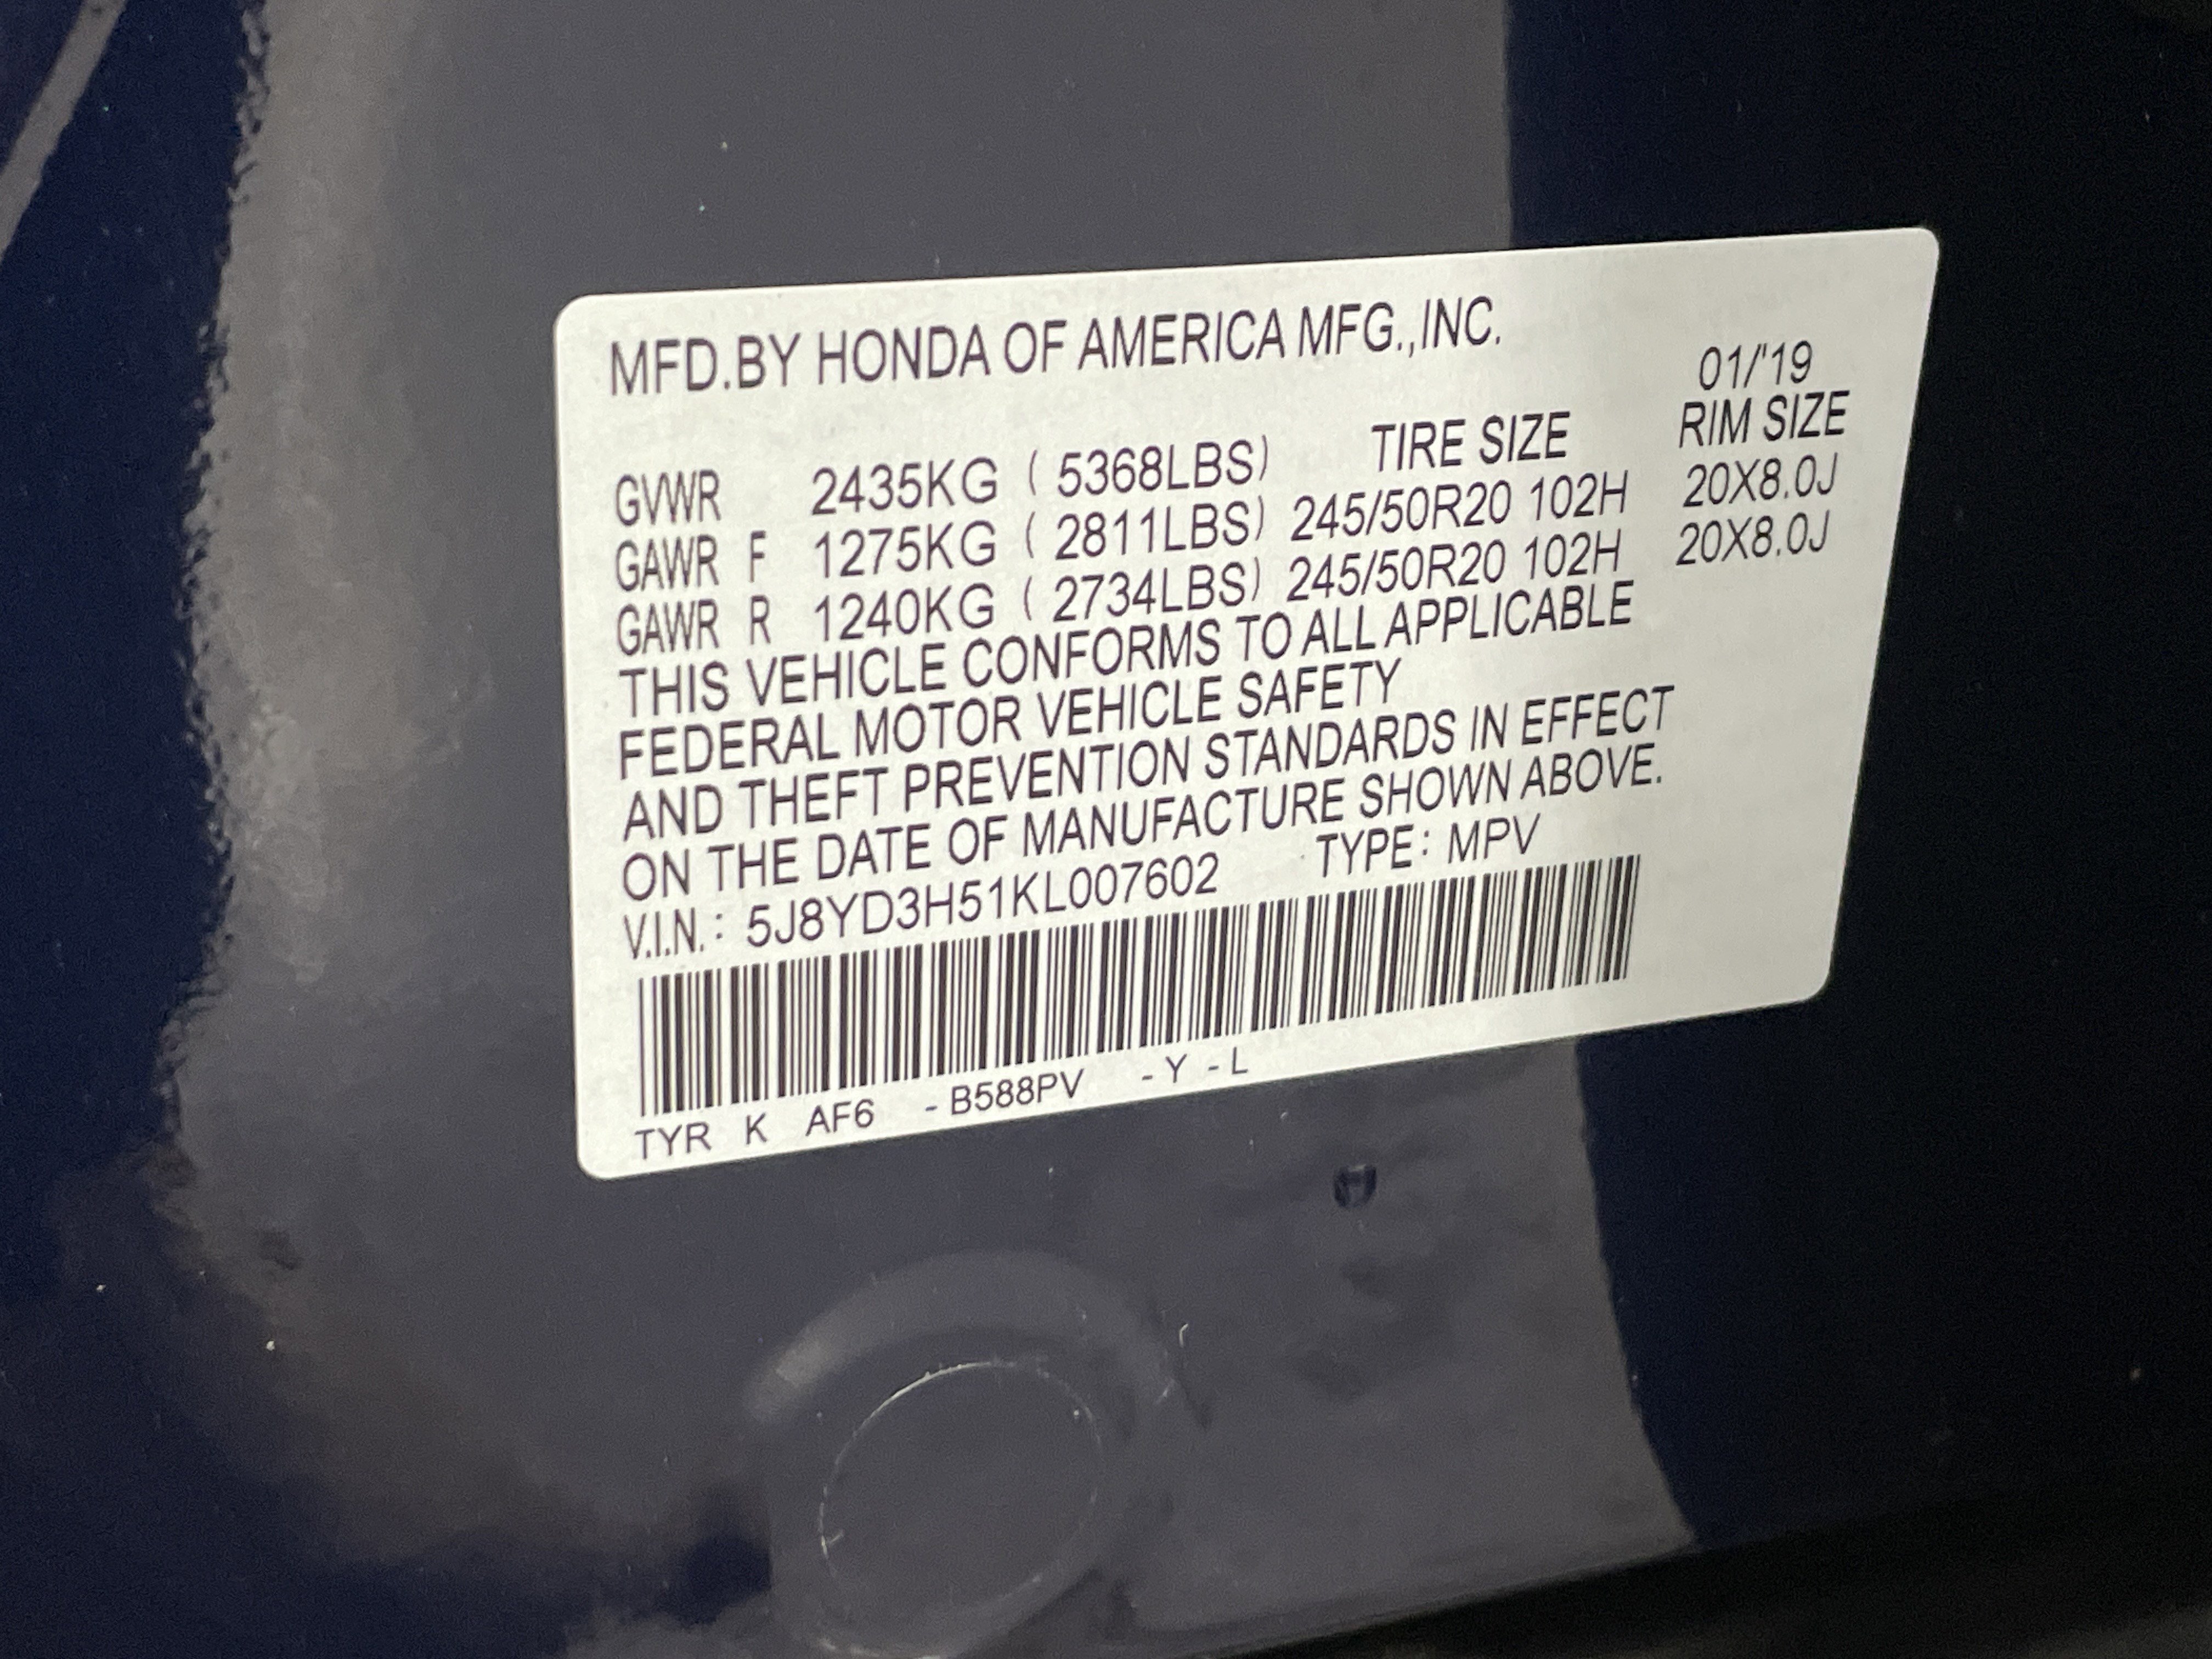 MFD.BY HONDA OF AMERICA MFG.,INC.
01/'19
TIRE SIZE RIM SIZE
GVWR 2435KG ( 5368LBS)
GAWR F 1275KG ( 2811LBS) 245/50R20 102H 20X8.0J
GAWR R 1240KG ( 2734LBS) 245/50R20 102H 20X8.0J
THIS VEHICLE CONFORMS TO ALL APPLICABLE
FEDERAL MOTOR VEHICLE SAFETY
AND THEFT PREVENTION STANDARDS IN EFFECT
ON THE DATE OF MANUFACTURE SHOWN ABOVE.
V.I.N.: 5J8YD3H51KL007602 TYPE: MPV
TYR K AF6 - B588PV - Y - L